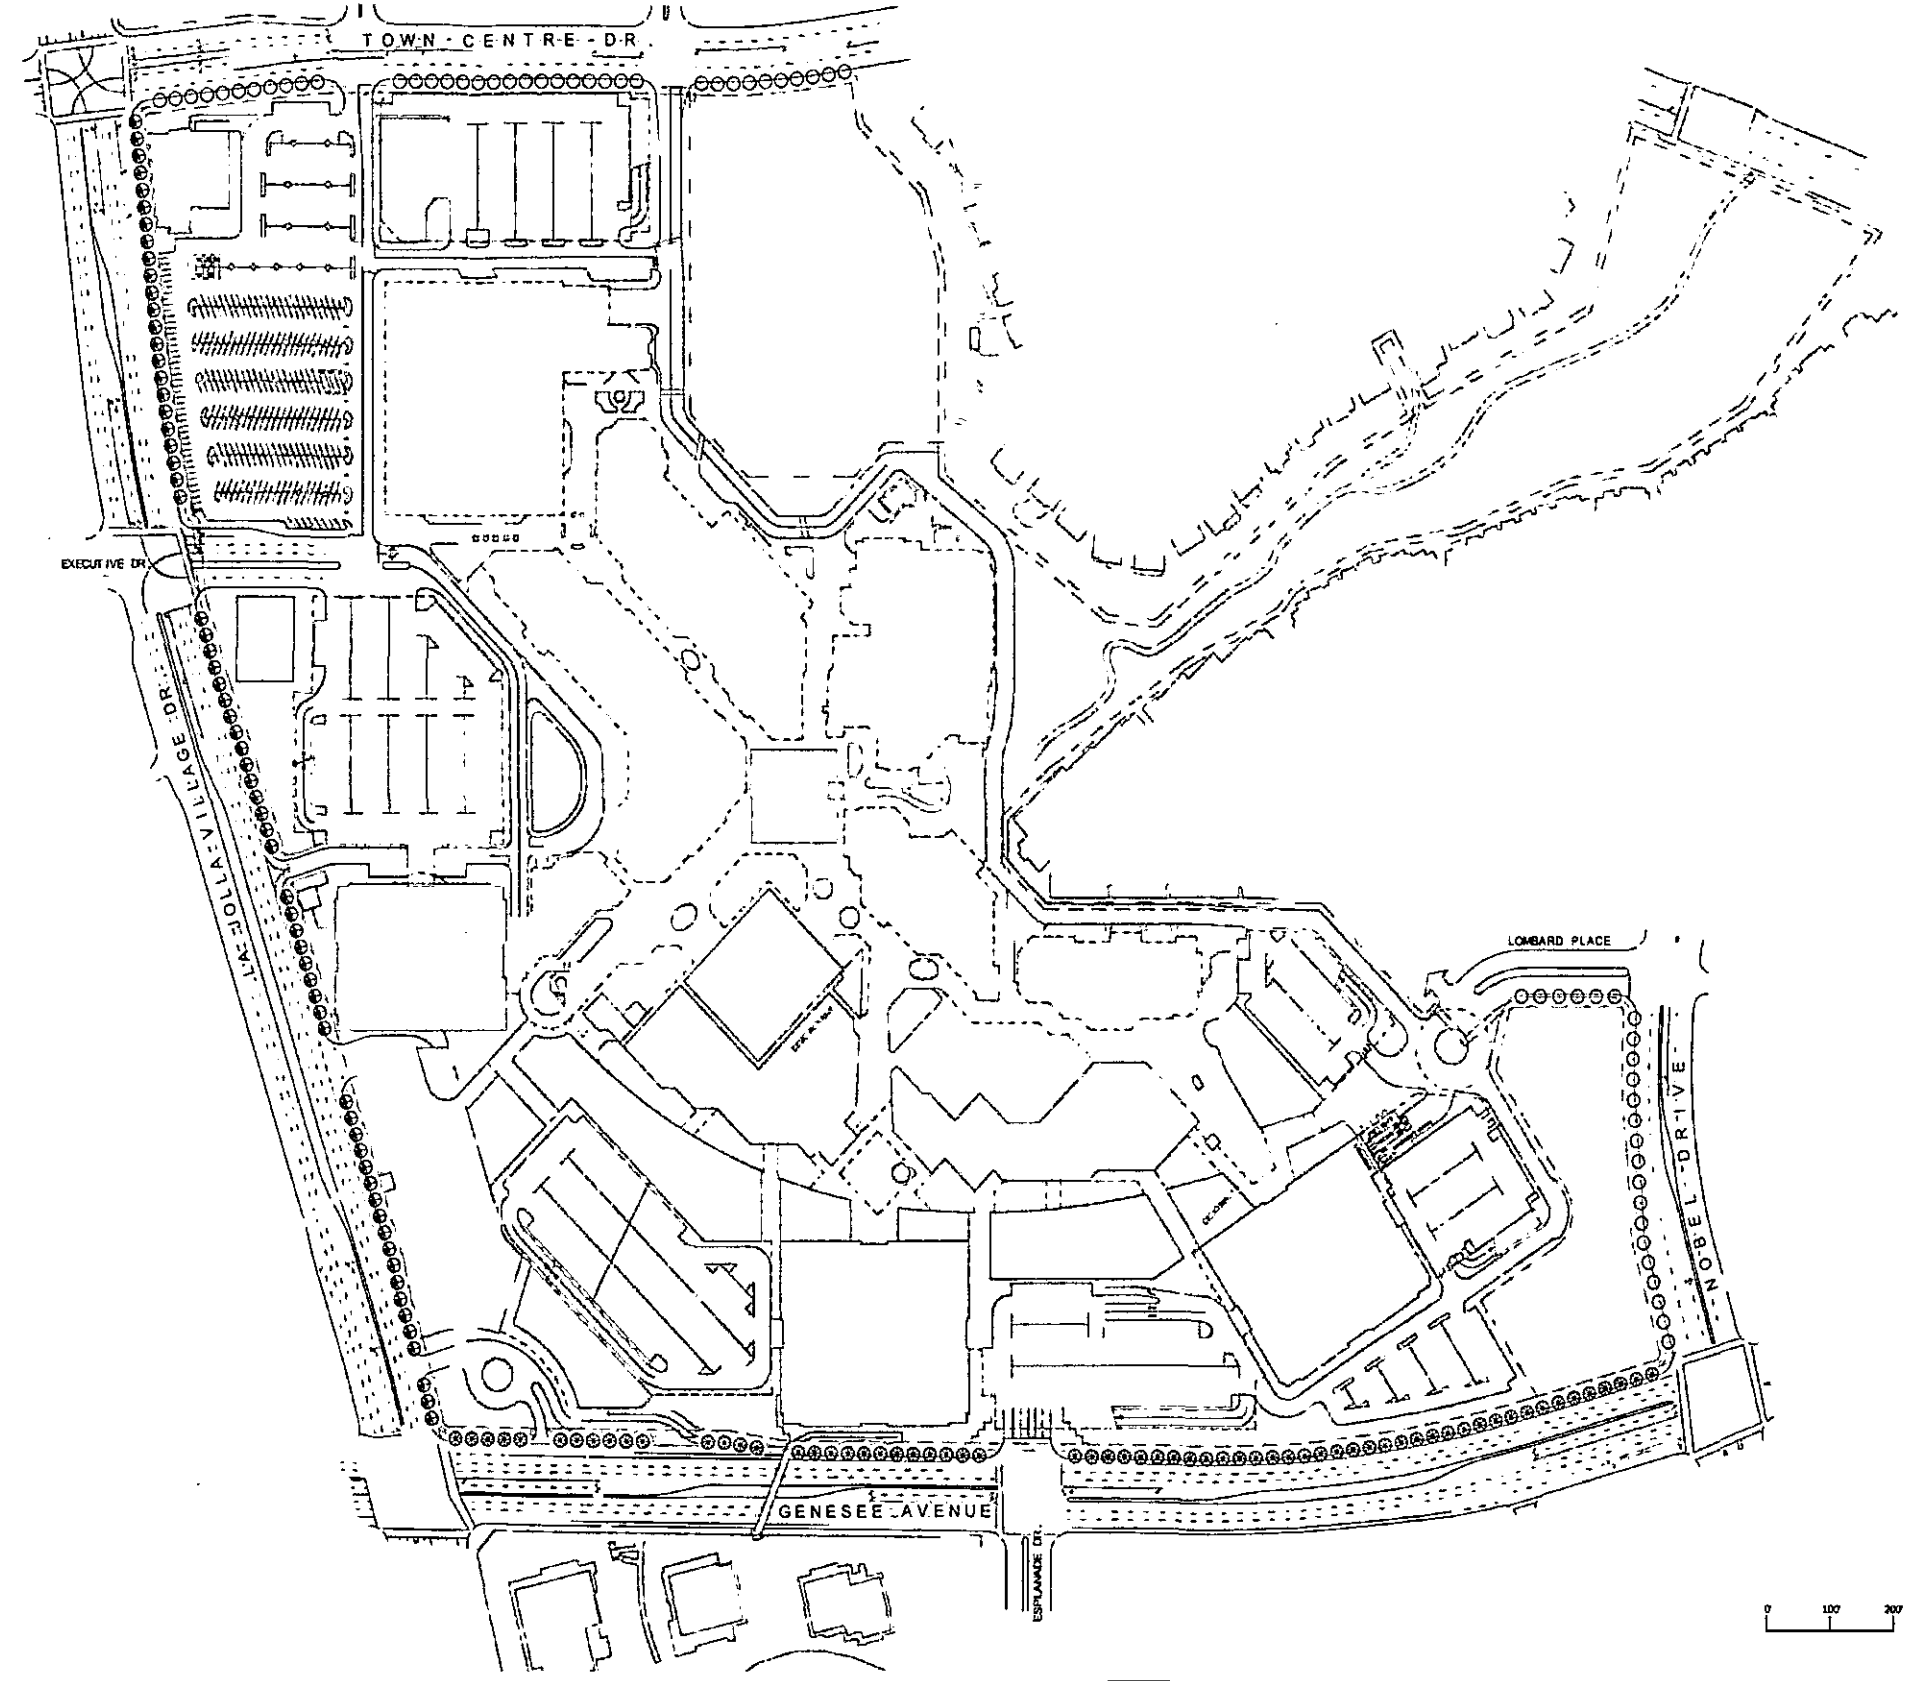 TOWN CENTRE DR.
EXECUTIVE DR.
LA JOLLA VILLAGE DR.
LOMBARD PLACE
NOBEL DRIVE
GENESEE AVENUE
ESPLANADE DR.
0' 100' 200'